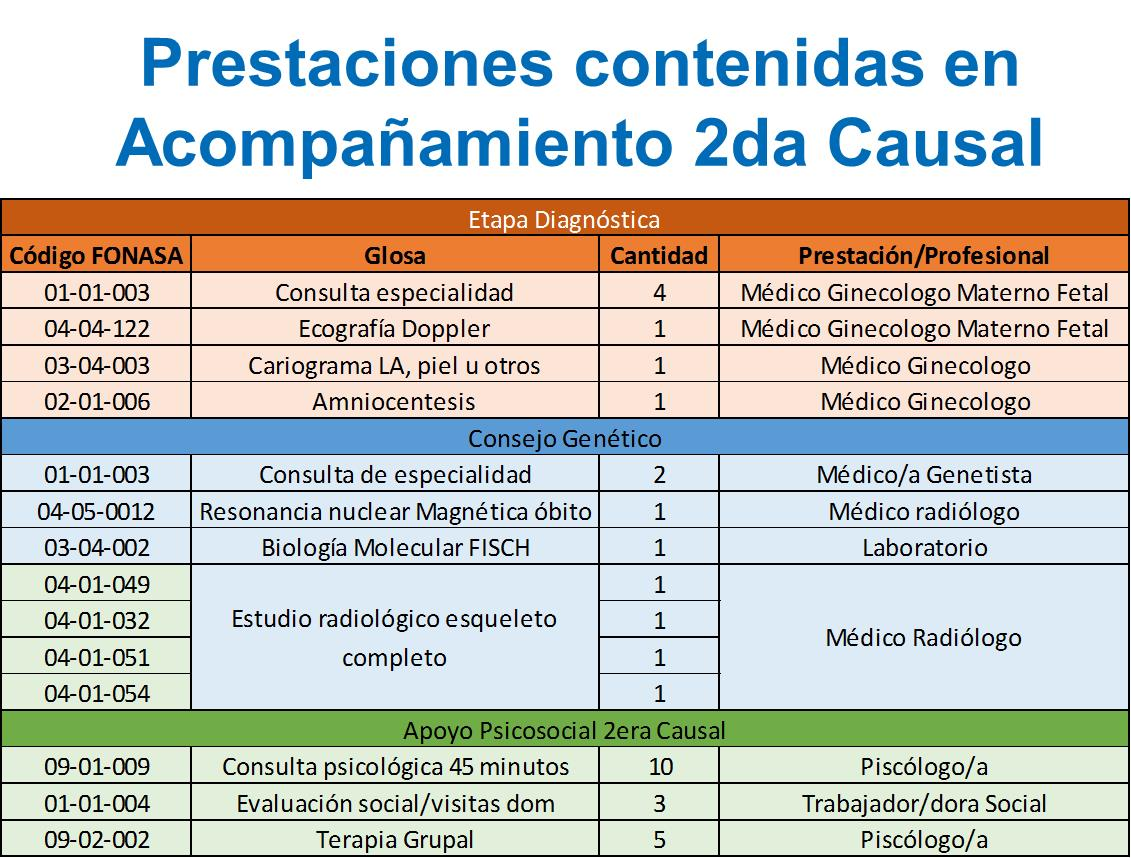 Prestaciones contenidas en
Acompañamiento 2da Causal
Etapa Diagnóstica
Código FONASA Glosa Cantidad Prestación/Profesional
01-01-003 Consulta especialidad 4 Médico Ginecologo Materno Fetal
04-04-122 Ecografía Doppler 1 Médico Ginecologo Materno Fetal
03-04-003 Cariograma LA, piel u otros 1 Médico Ginecologo
02-01-006 Amniocentesis 1 Médico Ginecologo
Consejo Genético
01-01-003 Consulta de especialidad 2 Médico/a Genetista
04-05-0012 Resonancia nuclear Magnética óbito 1 Médico radiólogo
03-04-002 Biología Molecular FISCH 1 Laboratorio
04-01-049 1
04-01-032 Estudio radiológico esqueleto 1
Médico Radiólogo
04-01-051 completo 1
04-01-054 1
Apoyo Psicosocial 2era Causal
09-01-009 Consulta psicológica 45 minutos 10 Piscólogo/a
01-01-004 Evaluación social/visitas dom 3 Trabajador/dora Social
09-02-002 Terapia Grupal 5 Piscólogo/a